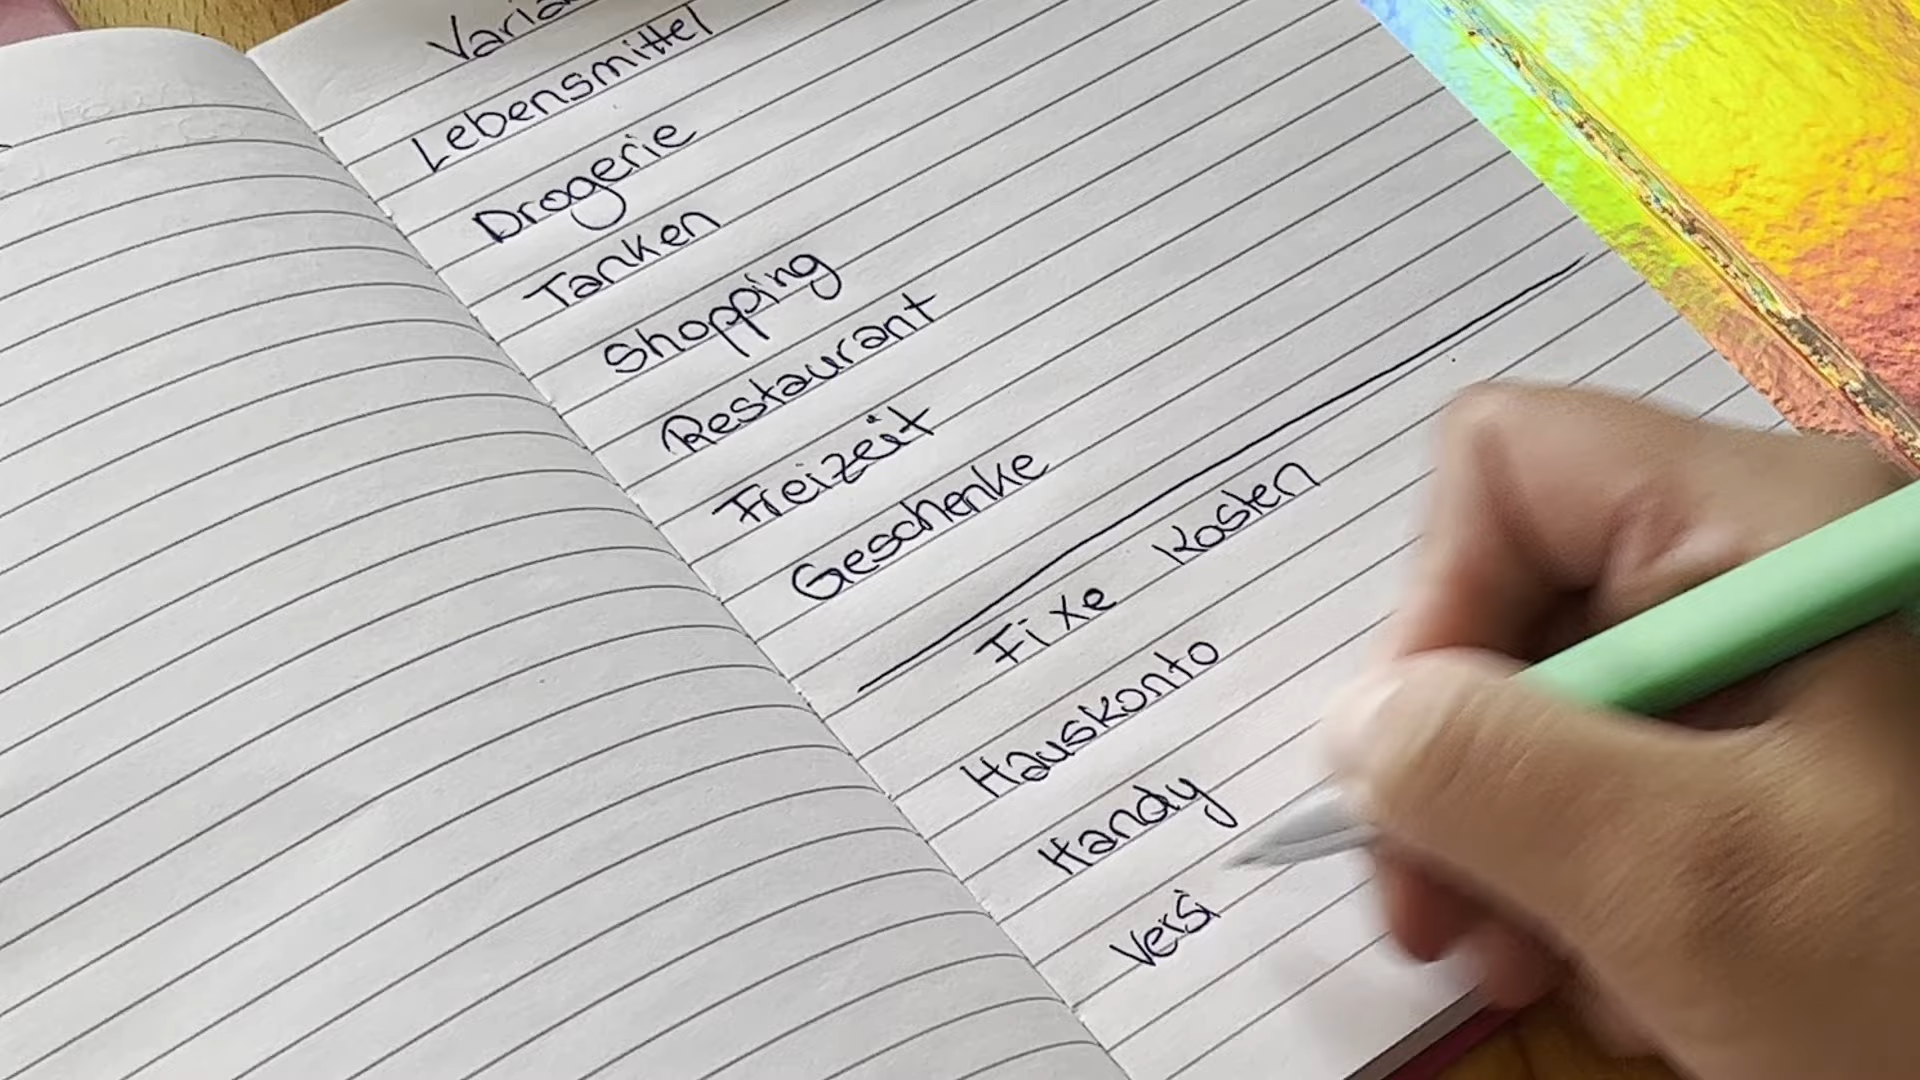 Lebensmittel
Drogerie
Tanken
Shopping
Restaurant
Freizeit
Geschenke
Fixe Kosten
Hauskonto
Handy
Versi